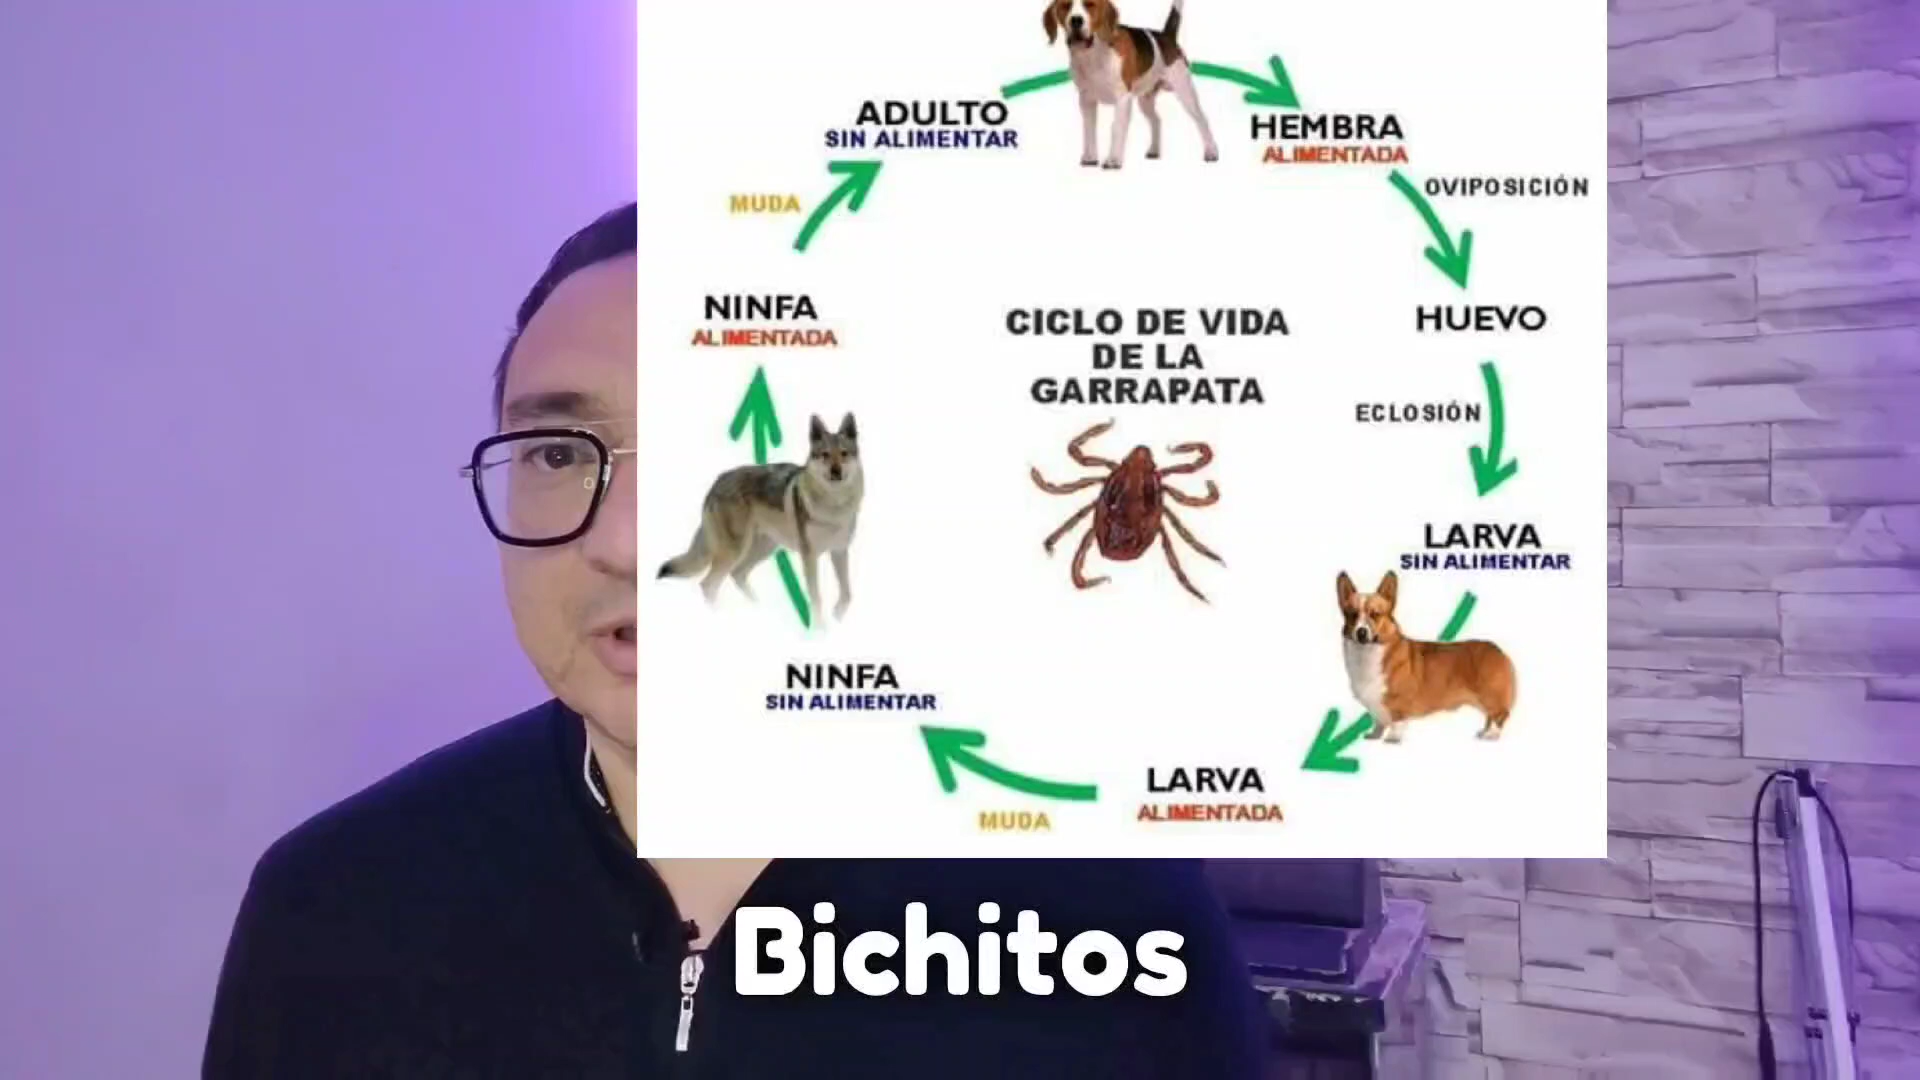 ADULTO
SIN ALIMENTAR
HEMBRA
ALIMENTADA
OVIPOSICIÓN
MUDA
NINFA
ALIMENTADA
CICLO DE VIDA
DE LA
GARRAPATA
HUEVO
ECLOSIÓN
LARVA
SIN ALIMENTAR
NINFA
SIN ALIMENTAR
LARVA
ALIMENTADA
MUDA
Bichitos